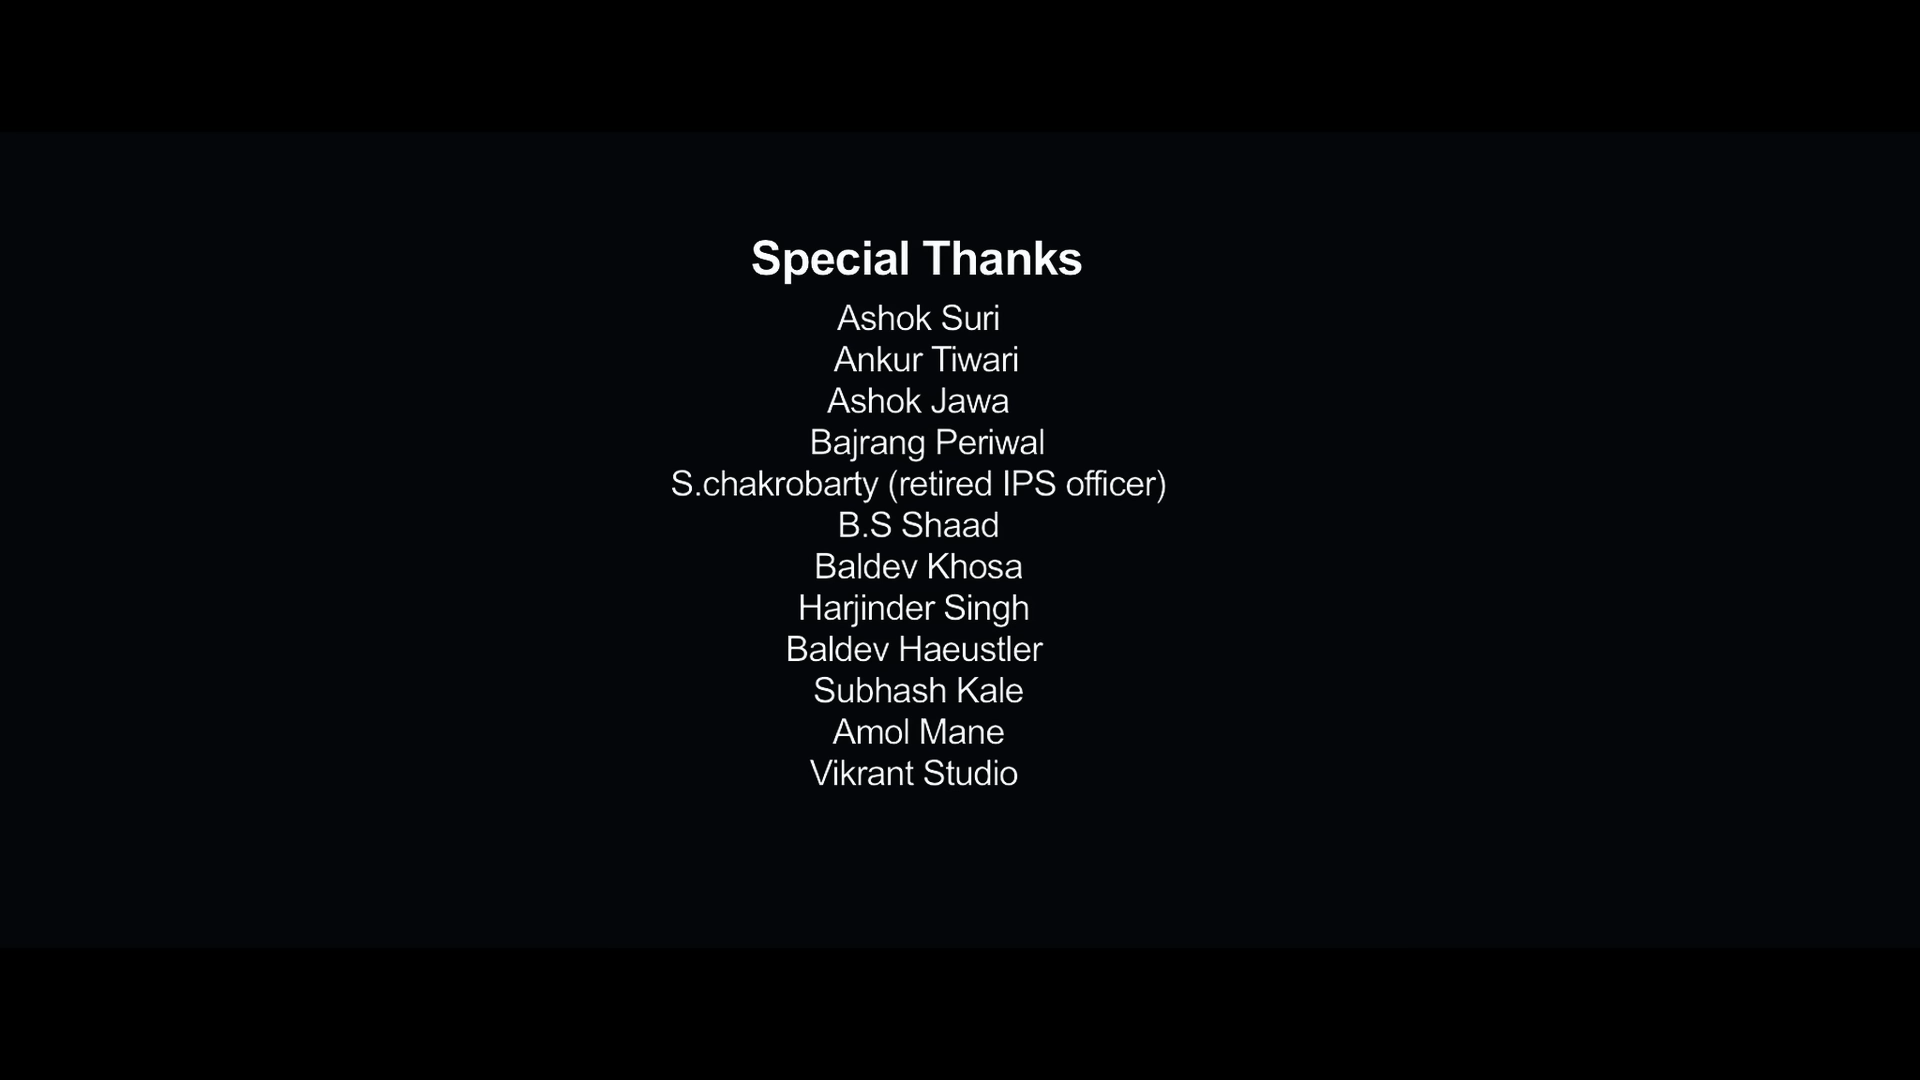 Special Thanks
Ashok Suri
Ankur Tiwari
Ashok Jawa
Bajrang Periwal
S.chakrobarty (retired IPS officer)
B.S Shaad
Baldev Khosa
Harjinder Singh
Baldev Haeustler
Subhash Kale
Amol Mane
Vikrant Studio